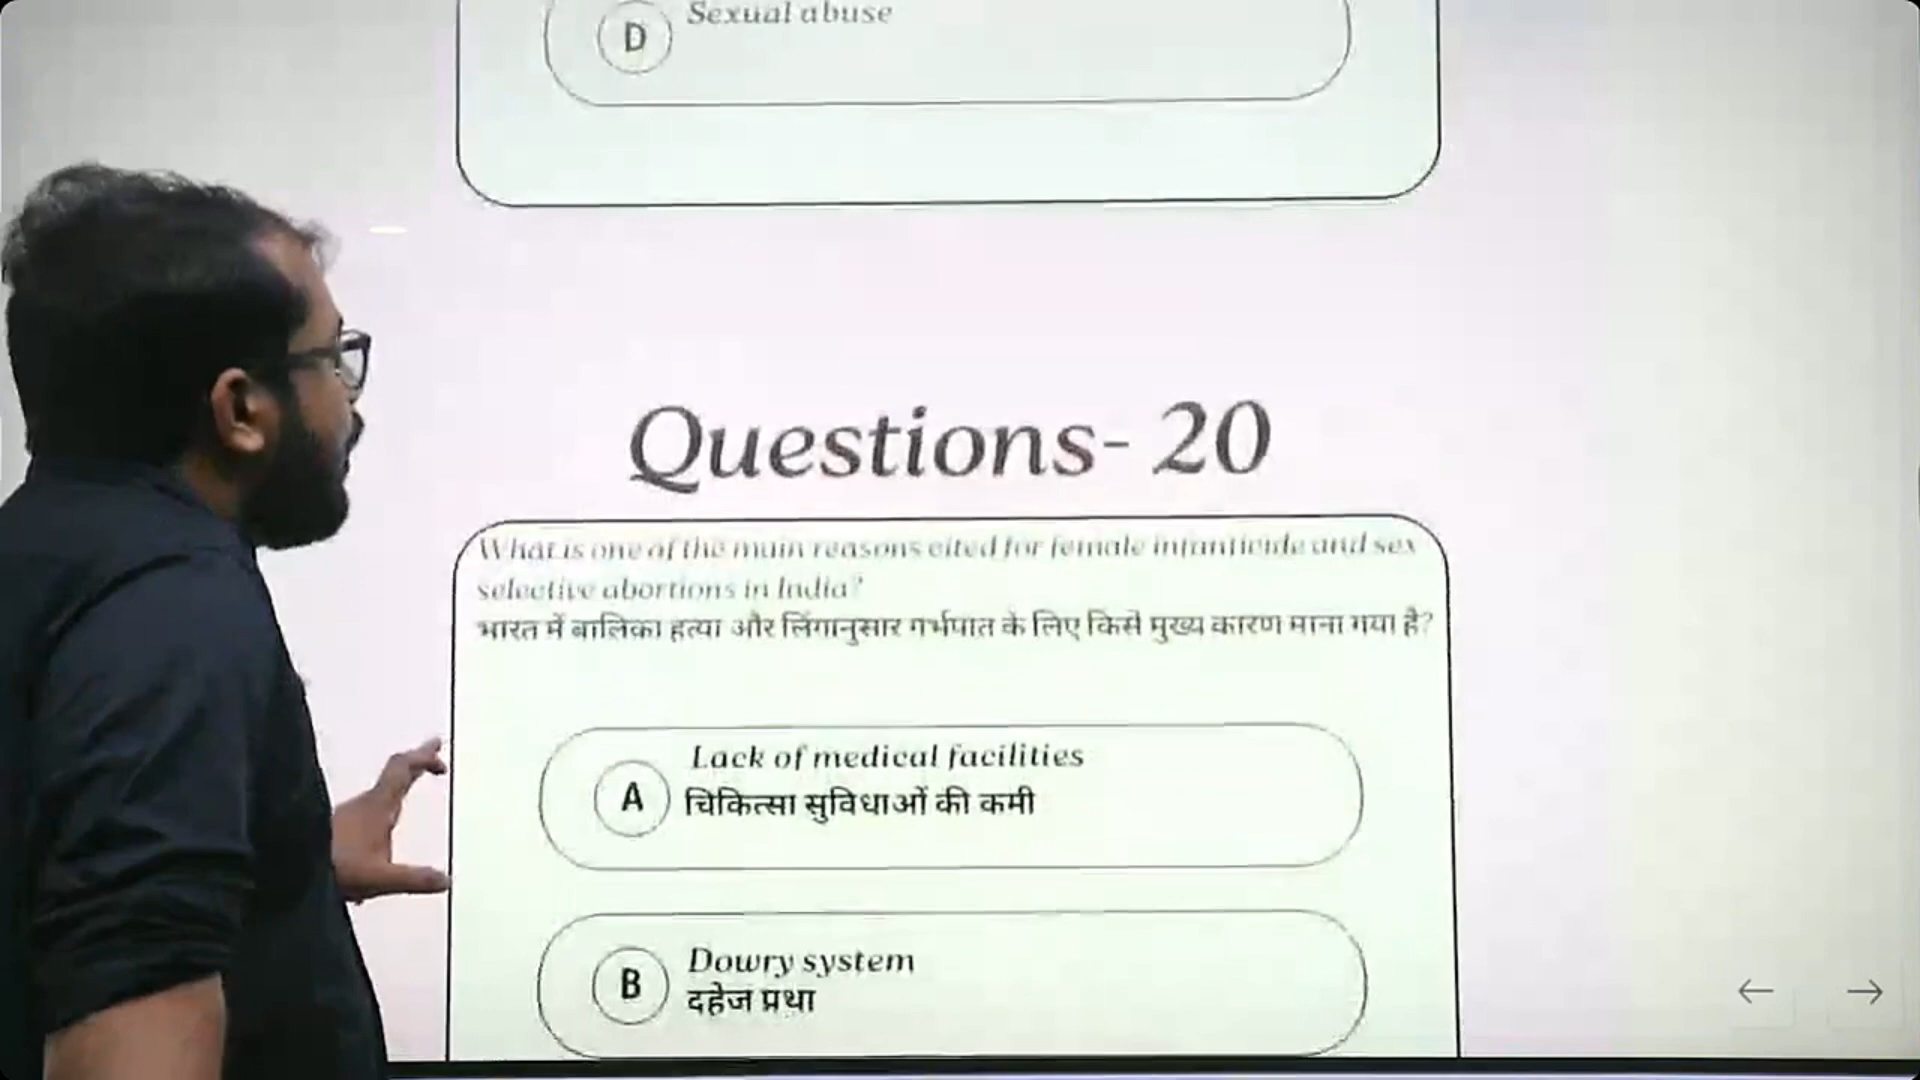 D
Sexual abuse
Questions- 20
What is one of the main reasons cited for female infanticide and sex
selective abortions in India?
भारत में बालिका हत्या और लिंगानुसार गर्भपात के लिए किसे मुख्य कारण माना गया है?
A
Lack of medical facilities
चिकित्सा सुविधाओं की कमी
B
Dowry system
दहेज प्रथा